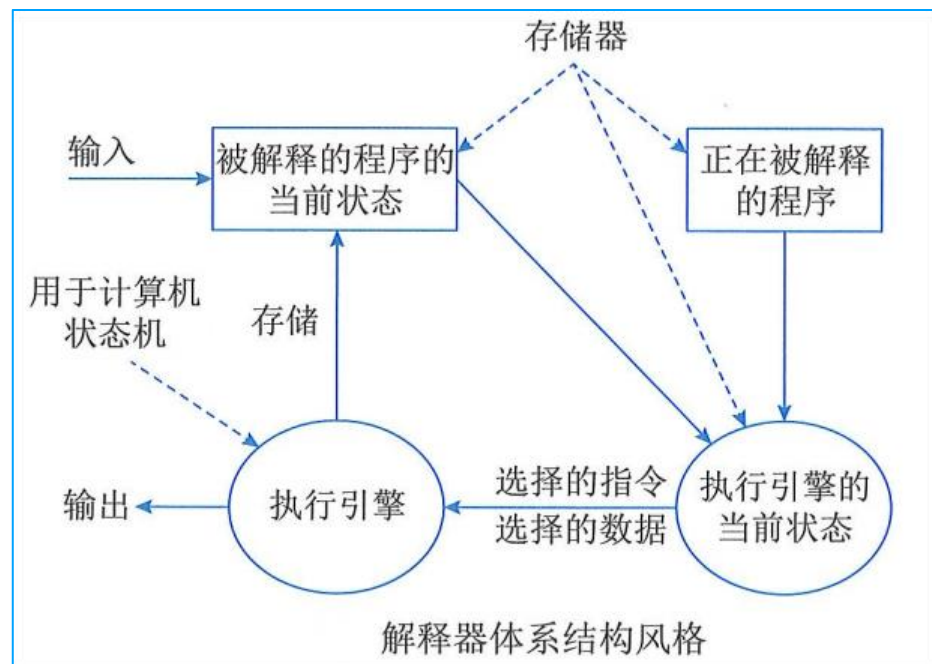 存储器
输入
被解释的程序的
当前状态
正在被解释
的程序
用于计算机
状态机
存储
输出
执行引擎
选择的指令
选择的数据
执行引擎的
当前状态
解释器体系结构风格